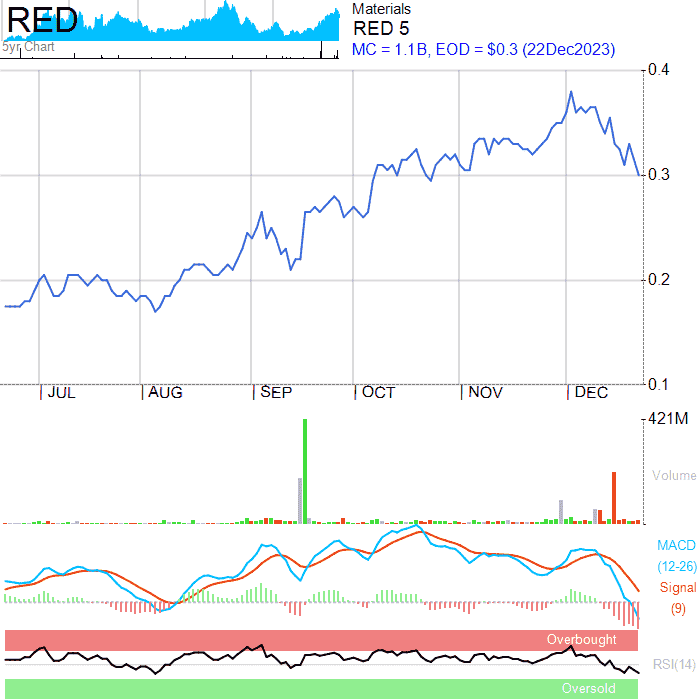 RED
5yr Chart
Materials
RED 5
MC = 1.1B, EOD = $0.3 (22Dec2023)
0.4
0.3
0.2
0.1
JUL AUG SEP OCT NOV DEC
421M
Volume
MACD
(12-26)
Signal
(9)
Overbought
RSI(14)
Oversold